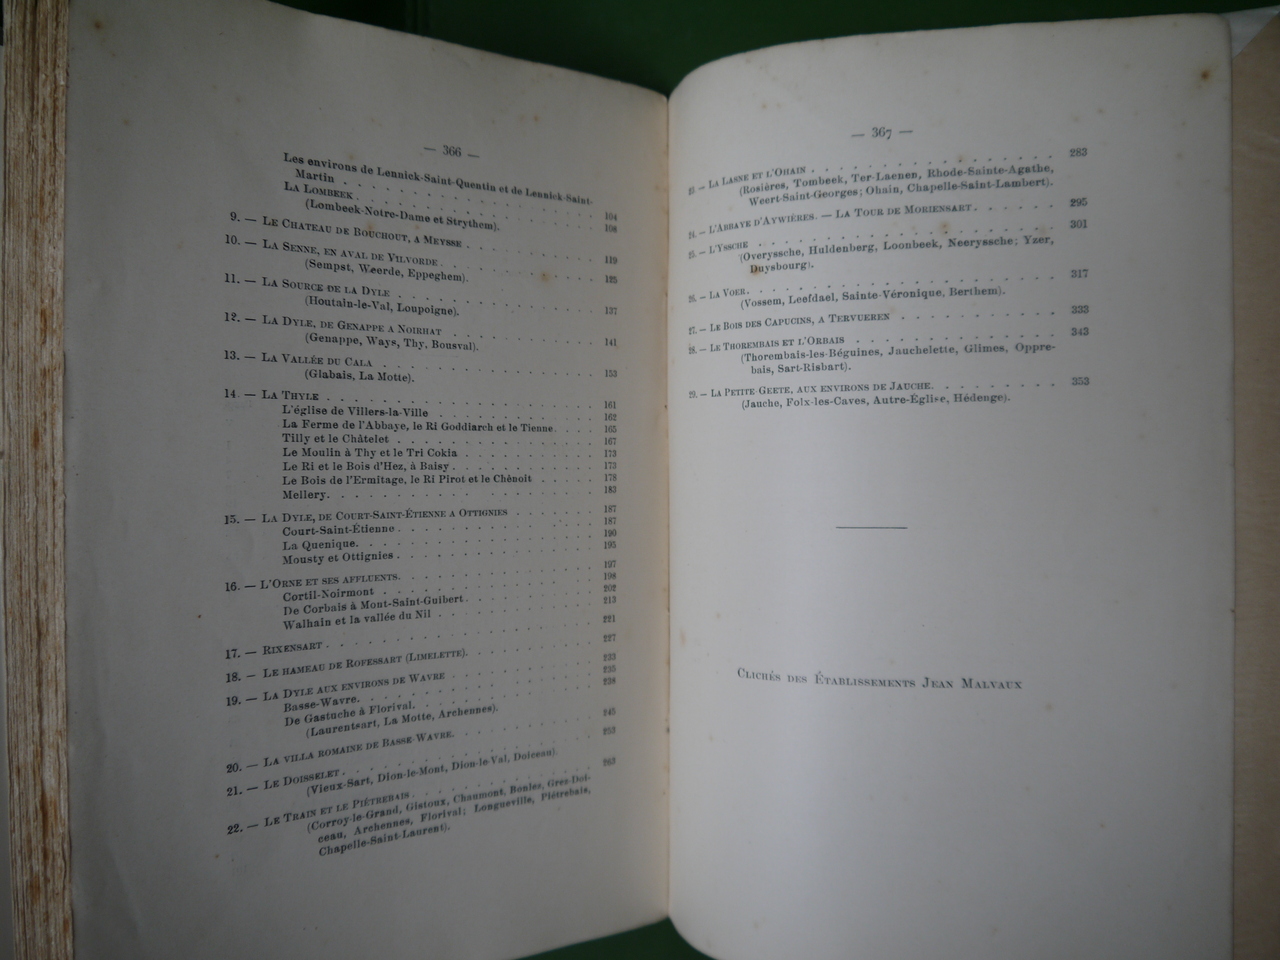 — 366 —
Les environs de Lennick-Saint-Quentin et de Lennick-Saint-
Martin . . . . . . . . . . 104
LA LOMBEEK . . . . . . . . . . 108
(Lombeek-Notre-Dame et Strythem).
9. — LE CHATEAU DE BOUCHOUT, A MEYSSE . . . . . 119
10. — LA SENNE, EN AVAL DE VILVORDE . . . . . 125
(Sempst, Weerde, Eppeghem).
11. — LA SOURCE DE LA DYLE . . . . . 137
(Houtain-le-Val, Loupoigne).
12. — LA DYLE, DE GENAPPE A NOIRHAT . . . . . 141
(Genappe, Ways, Thy, Bousval).
13. — LA VALLÉE DU CALA . . . . . 153
(Glabais, La Motte).
14. — LA THYLE . . . . . 161
L'église de Villers-la-Ville . . . . . 162
La Ferme de l'Abbaye, le Ri Goddiarch et le Tienne . . . . 165
Tilly et le Châtelet . . . . . 167
Le Moulin à Thy et le Tri Cokia . . . . . 173
Le Ri et le Bois d'Hez, à Baisy . . . . . 173
Le Bois de l'Ermitage, le Ri Pirot et le Chênoit . . . . . 178
Mellery . . . . . 183
15. — LA DYLE, DE COURT-SAINT-ÉTIENNE A OTTIGNIES . . . . . 187
Court-Saint-Étienne . . . . . 187
La Quenique . . . . . 190
Mousty et Ottignies . . . . . 195
16. — L'ORNE ET SES AFFLUENTS . . . . . 197
Cortil-Noirmont . . . . . 198
De Corbais à Mont-Saint-Guibert . . . . . 202
Walhain et la vallée du Nil . . . . . 213
17. — RIXENSART . . . . . 221
18. — LE HAMEAU DE ROFESSART (LIMELETTE) . . . . . 227
19. — LA DYLE AUX ENVIRONS DE WAVRE . . . . . 233
Basse-Wavre . . . . . 235
De Gastuche à Florival . . . . . 238
(Laurentsart, La Motte, Archennes).
20. — LA VILLA ROMAINE DE BASSE-WAVRE . . . . . 245
21. — LE DOISSELET . . . . . 253
(Vieux-Sart, Dion-le-Mont, Dion-le Val, Doiceau).
22. — LE TRAIN ET LE PIÉTREBAIS . . . . . 263
(Corroy-le-Grand, Gistoux, Chaumont, Bonlez, Grez-Doi-
ceau, Archennes, Florival; Longueville, Piétrebais,
Chapelle-Saint-Laurent).
— 367 —
23 — LA LASNE ET L'OHAIN . . . . . 283
(Rosières, Tombeek, Ter-Laenen, Rhode-Sainte-Agathe,
Weert-Saint-Georges; Ohain, Chapelle-Saint-Lambert).
24. — L'ABBAYE D'AYWIÈRES. — LA TOUR DE MORIENSART . . . . . 295
25. — L'YSSCHE . . . . . 301
(Overyssche, Huldenberg, Loonbeek, Neeryssche; Yzer,
Duysbourg).
26. — LA VOER . . . . . 317
(Vossem, Leefdael, Sainte-Véronique, Berthem).
27. — LE BOIS DES CAPUCINS, A TERVUEREN . . . . . 333
28. — LE THOREMBAIS ET L'ORBAIS . . . . . 343
(Thorembais-les-Béguines, Jauchelette, Glimes, Oppre-
bais, Sart-Risbart).
29. — LA PETITE GEETE, AUX ENVIRONS DE JAUCHE . . . . . 353
(Jauche, Folx-les-Caves, Autre-Église, Hédenge).
CLICHÉS DES ÉTABLISSEMENTS JEAN MALVAUX